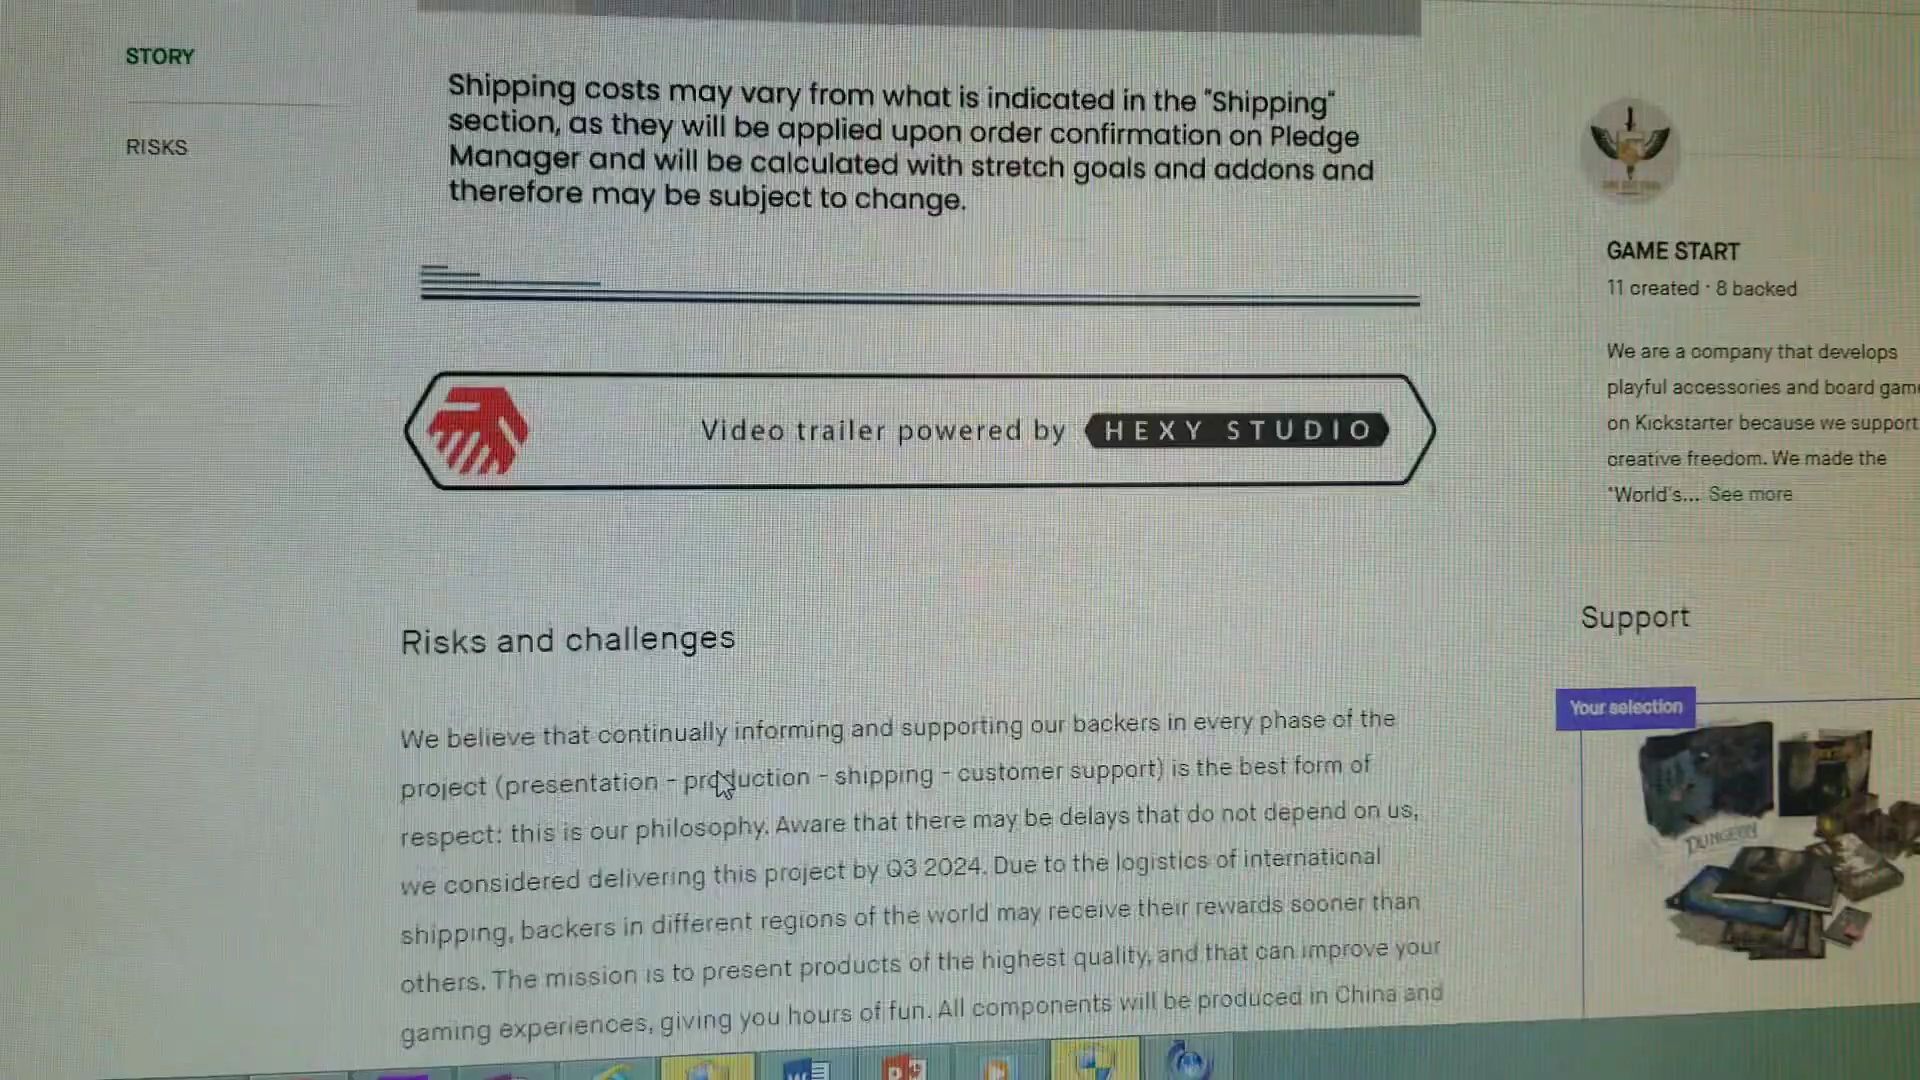 STORY
RISKS
Shipping costs may vary from what is indicated in the "Shipping"
section, as they will be applied upon order confirmation on Pledge
Manager and will be calculated with stretch goals and addons and
therefore may be subject to change.
Video trailer powered by HEXY STUDIO
Risks and challenges
We believe that continually informing and supporting our backers in every phase of the
project (presentation - production - shipping - customer support) is the best form of
respect: this is our philosophy. Aware that there may be delays that do not depend on us,
we considered delivering this project by Q3 2024. Due to the logistics of international
shipping, backers in different regions of the world may receive their rewards sooner than
others. The mission is to present products of the highest quality, and that can improve your
gaming experiences, giving you hours of fun. All components will be produced in China and
GAME START
11 created · 8 backed
We are a company that develops
playful accessories and board game
on Kickstarter because we support
creative freedom. We made the
"World's... See more
Support
Your selection
DUNGEON